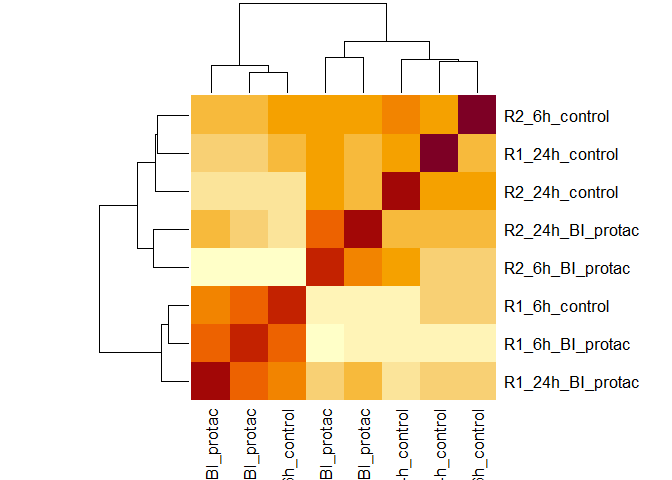 R2_6h_control
R1_24h_control
R2_24h_control
R2_24h_BI_protac
R2_6h_BI_protac
R1_6h_control
R1_6h_BI_protac
R1_24h_BI_protac
BI_protac
BI_protac
6h_control
BI_protac
BI_protac
h_control
h_control
6h_control